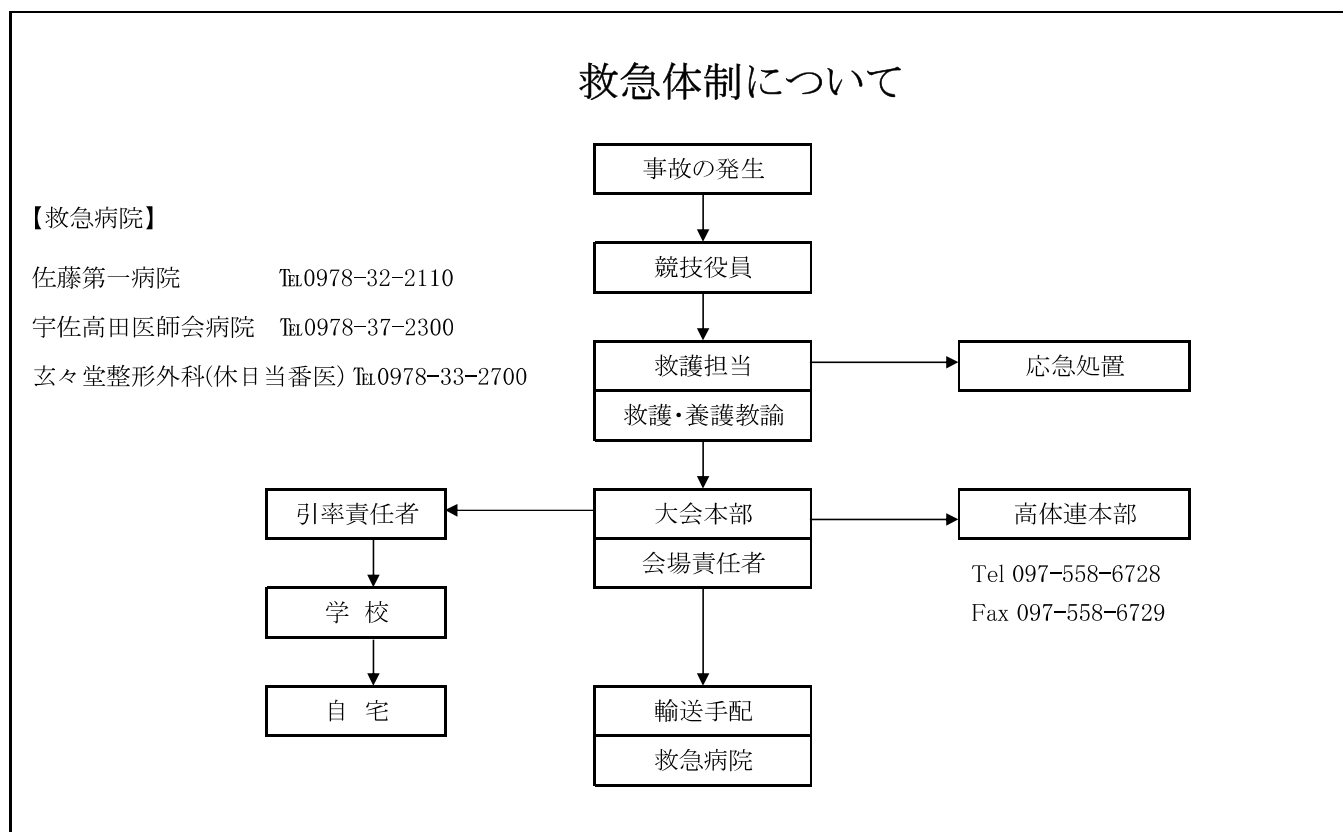 救急体制について
事故の発生
【救急病院】
競技役員
佐藤第一病院 ℡0978-32-2110
宇佐高田医師会病院 ℡0978-37-2300
玄々堂整形外科(休日当番医) ℡0978-33-2700
救護担当
応急処置
救護・養護教諭
引率責任者
大会本部
高体連本部
会場責任者
Tel 097-558-6728
Fax 097-558-6729
学 校
自 宅
輸送手配
救急病院